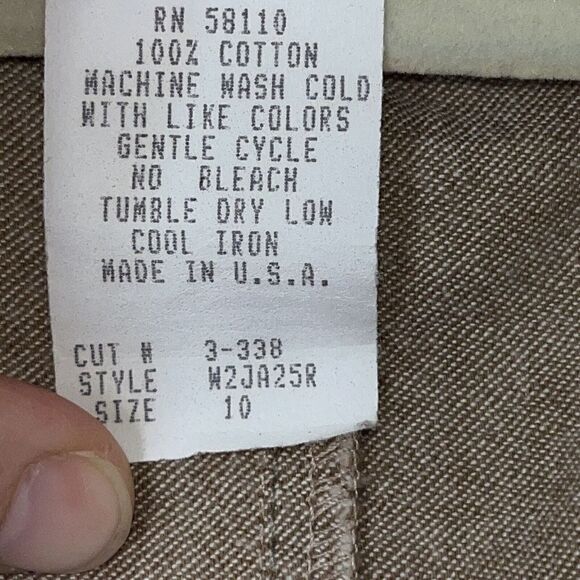 RN 58110
100% COTTON
MACHINE WASH COLD
WITH LIKE COLORS
GENTLE CYCLE
NO BLEACH
TUMBLE DRY LOW
COOL IRON
MADE IN U.S.A.
CUT # 3-338
STYLE W2JA25R
SIZE 10